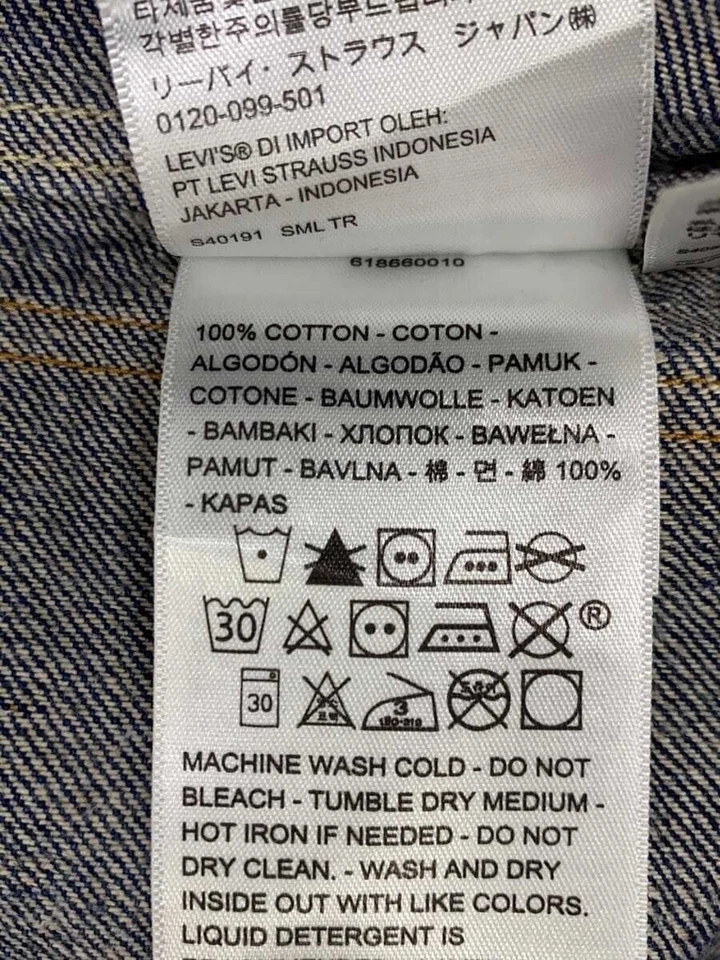 각별한주의를당부드립니다
リーバイ・ストラウス ジャパン㈱
0120-099-501
LEVI'S® DI IMPORT OLEH:
PT LEVI STRAUSS INDONESIA
JAKARTA - INDONESIA
S40191 SML TR
618660010
100% COTTON - COTON -
ALGODÓN - ALGODÃO - PAMUK -
COTONE - BAUMWOLLE - KATOEN
- BAMBAKI - ХЛОПОК - BAWEŁNA -
PAMUT - BAVLNA - 棉 - 면 - 綿 100%
- KAPAS
30 ®
30 3 180-210
MACHINE WASH COLD - DO NOT
BLEACH - TUMBLE DRY MEDIUM -
HOT IRON IF NEEDED - DO NOT
DRY CLEAN. - WASH AND DRY
INSIDE OUT WITH LIKE COLORS.
LIQUID DETERGENT IS